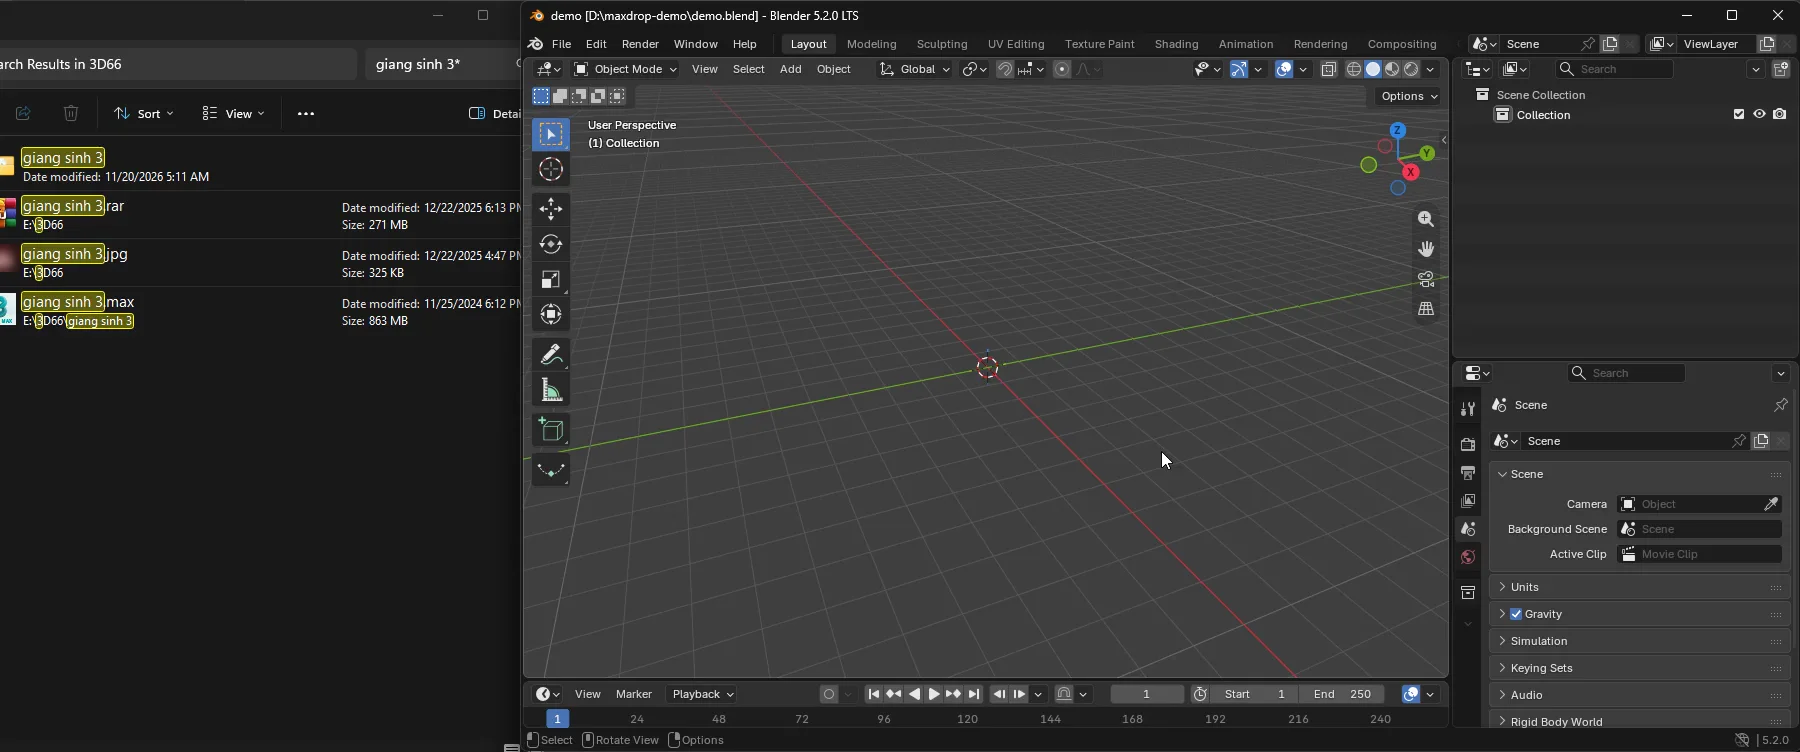 arch Results in 3D66
giang sinh 3*
Sort
View
Detai
giang sinh 3
Date modified: 11/20/2026 5:11 AM
giang sinh 3.rar
E:\3D66
Date modified: 12/22/2025 6:13 PM
Size: 271 MB
giang sinh 3.jpg
E:\3D66
Date modified: 12/22/2025 4:47 PM
Size: 325 KB
giang sinh 3.max
E:\3D66\giang sinh 3
Date modified: 11/25/2024 6:12 PM
Size: 863 MB
MAX
demo [D:\maxdrop-demo\demo.blend] - Blender 5.2.0 LTS
File Edit Render Window Help
Layout Modeling Sculpting UV Editing Texture Paint Shading Animation Rendering Compositing
Scene
ViewLayer
Object Mode View Select Add Object
Global
Options
User Perspective
(1) Collection
Z
Y
X
Search
Scene Collection
Collection
Search
Scene
Scene
Scene
Camera Object
Background Scene Scene
Active Clip Movie Clip
Units
Gravity
Simulation
Keying Sets
Audio
Rigid Body World
View Marker Playback
1
Start 1
End 250
1 24 48 72 96 120 144 168 192 216 240
Select Rotate View Options
5.2.0